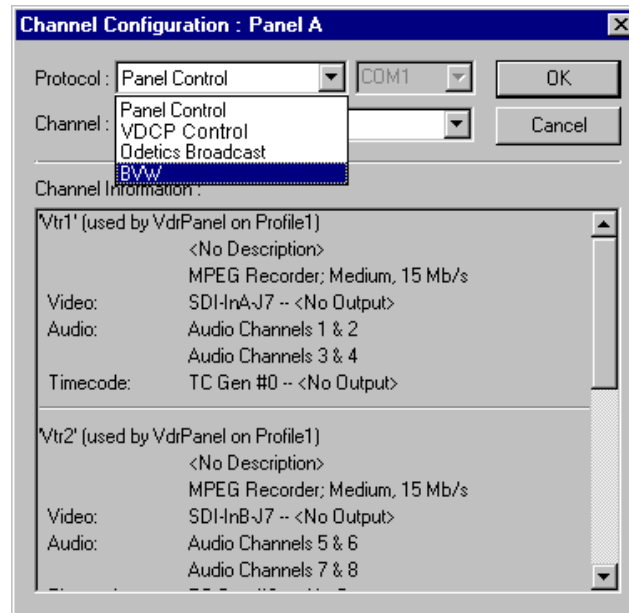 Channel Configuration : Panel A
Protocol : Panel Control COM1 OK
Panel Control
Channel : VDCP Control Cancel
Odetics Broadcast
BVW
Channel Information :
'Vtr1' (used by VdrPanel on Profile1)
<No Description>
MPEG Recorder; Medium, 15 Mb/s
Video: SDI-InA-J7 -- <No Output>
Audio: Audio Channels 1 & 2
Audio Channels 3 & 4
Timecode: TC Gen #0 -- <No Output>
'Vtr2' (used by VdrPanel on Profile1)
<No Description>
MPEG Recorder; Medium, 15 Mb/s
Video: SDI-InB-J7 -- <No Output>
Audio: Audio Channels 5 & 6
Audio Channels 7 & 8